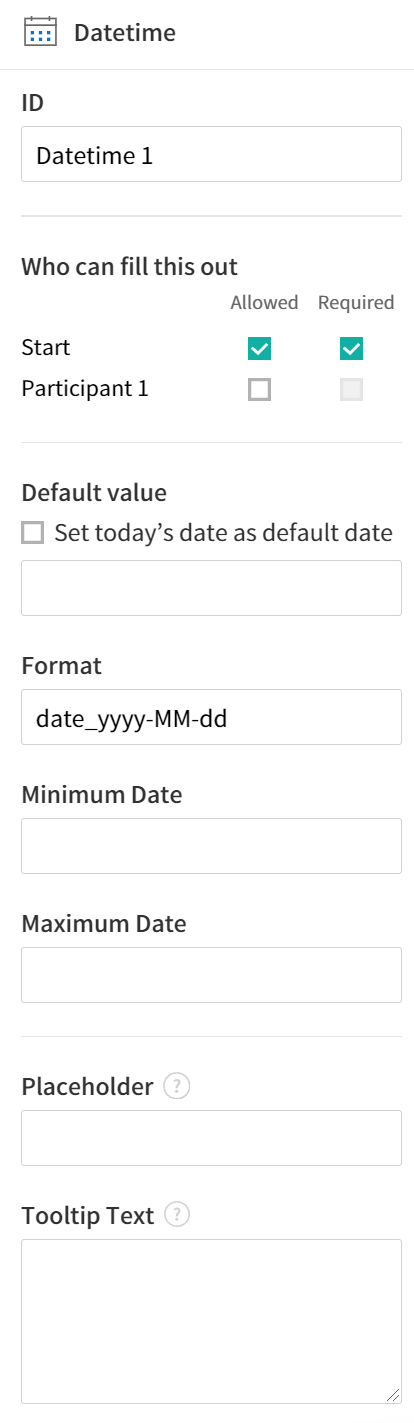 Datetime
ID
Datetime 1
Who can fill this out
Allowed Required
Start
Participant 1
Default value
Set today’s date as default date
Format
date_yyyy-MM-dd
Minimum Date
Maximum Date
Placeholder ?
Tooltip Text ?